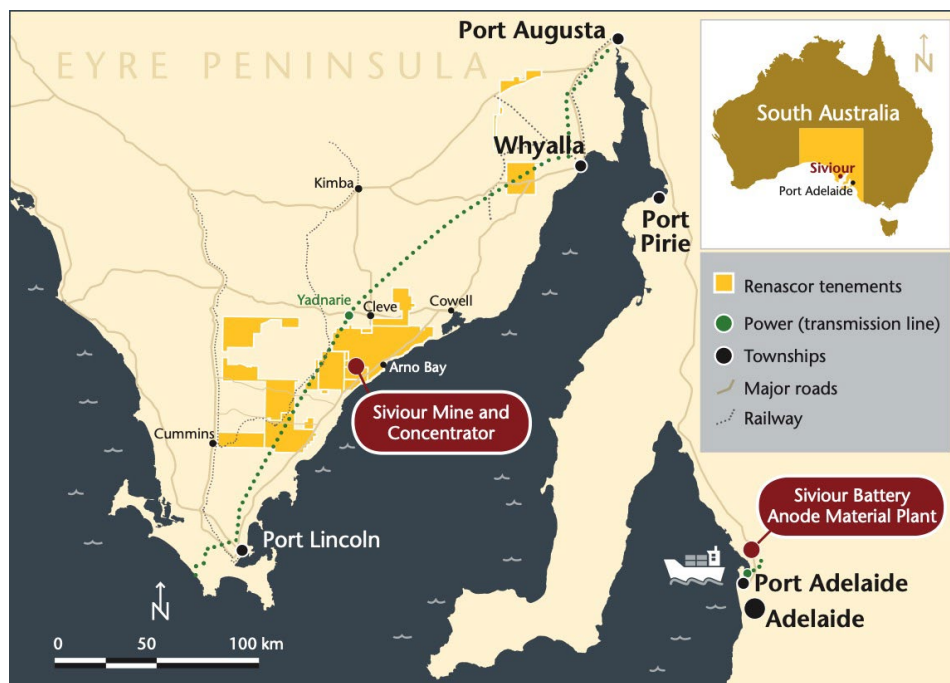 EYRE PENINSULA
Port Augusta
Whyalla
Kimba
Port
Pirie
Yadnarie
Cleve
Cowell
Arno Bay
Siviour Mine and
Concentrator
Cummins
Port Lincoln
N
0 50 100 km
Siviour Battery
Anode Material Plant
Port Adelaide
Adelaide
N
South Australia
Siviour
Port Adelaide
Renascor tenements
Power (transmission line)
Townships
Major roads
Railway